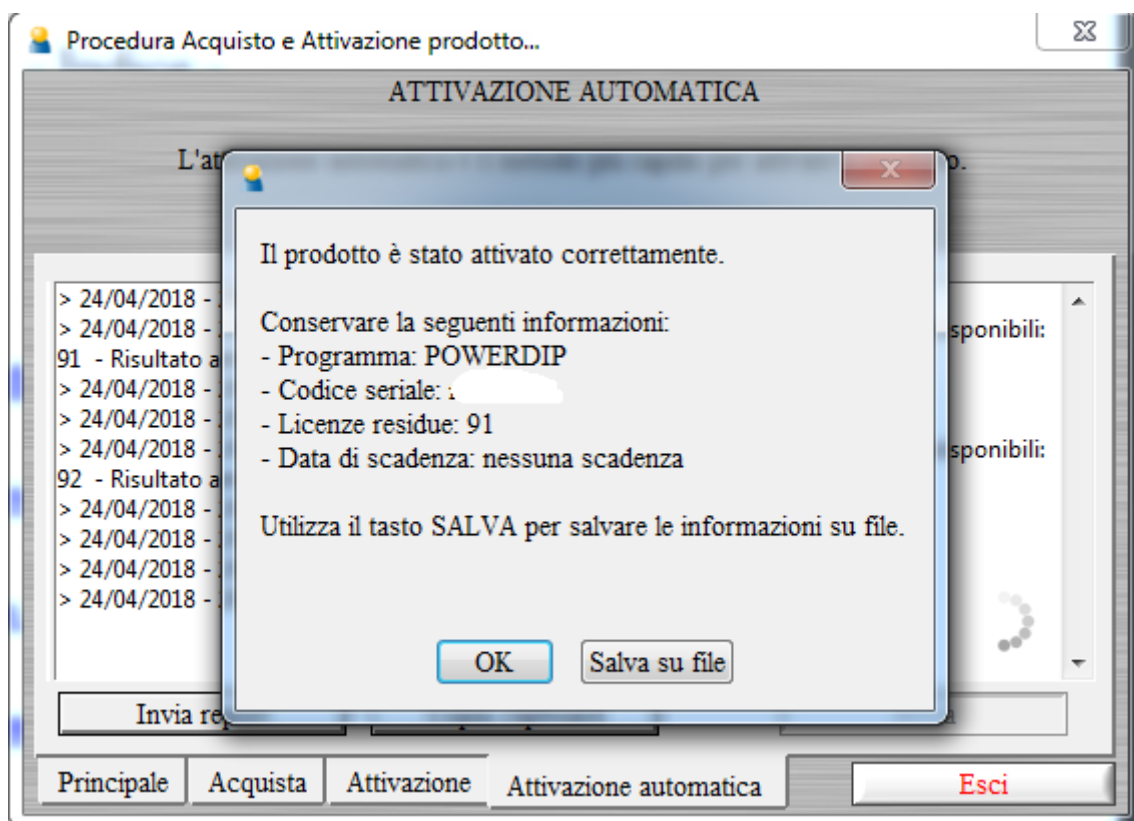 Procedura Acquisto e Attivazione prodotto...
ATTIVAZIONE AUTOMATICA
Il prodotto è stato attivato correttamente.
Conservare la seguenti informazioni:
- Programma: POWERDIP
- Codice seriale:
- Licenze residue: 91
- Data di scadenza: nessuna scadenza
Utilizza il tasto SALVA per salvare le informazioni su file.
OK Salva su file
> 24/04/2018 -
> 24/04/2018 -
91 - Risultato
> 24/04/2018 -
> 24/04/2018 -
> 24/04/2018 -
92 - Risultato
> 24/04/2018 -
> 24/04/2018 -
> 24/04/2018 -
> 24/04/2018 -
Invia
Principale Acquista Attivazione Attivazione automatica Esci